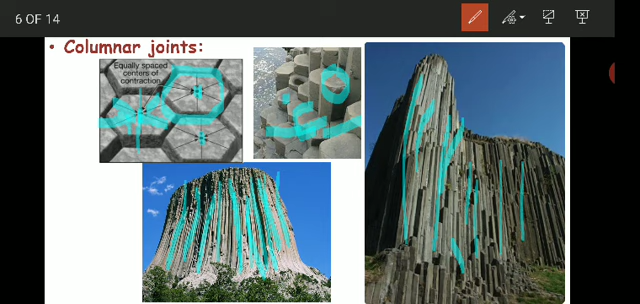 6 OF 14
• Columnar joints:
Equally spaced
centers of
contraction